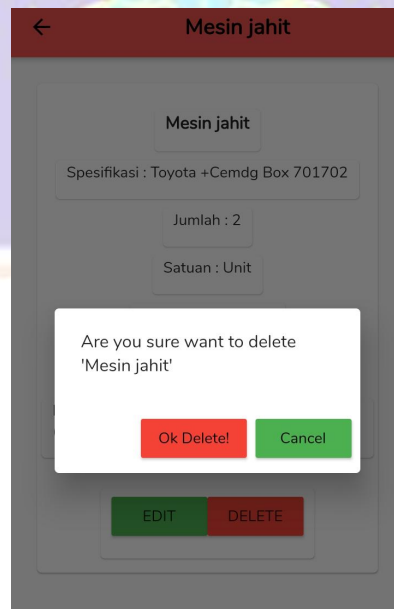 Mesin jahit
Mesin jahit
Spesifikasi : Toyota +Cemdg Box 701702
Jumlah : 2
Satuan : Unit
Are you sure want to delete
'Mesin jahit'
Ok Delete!
Cancel
EDIT
DELETE